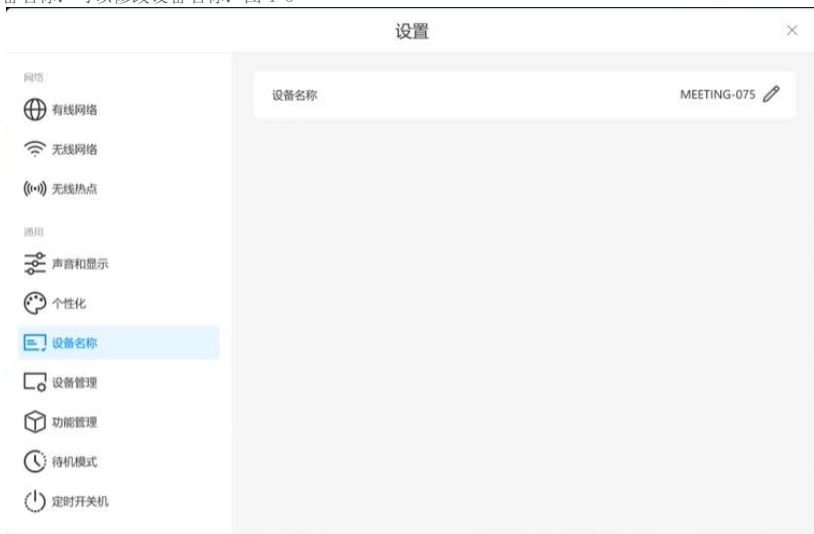 设置
网络
有线网络
无线网络
无线热点
通用
声音和显示
个性化
设备名称
设备管理
功能管理
待机模式
定时开关机
设备名称
MEETING-075